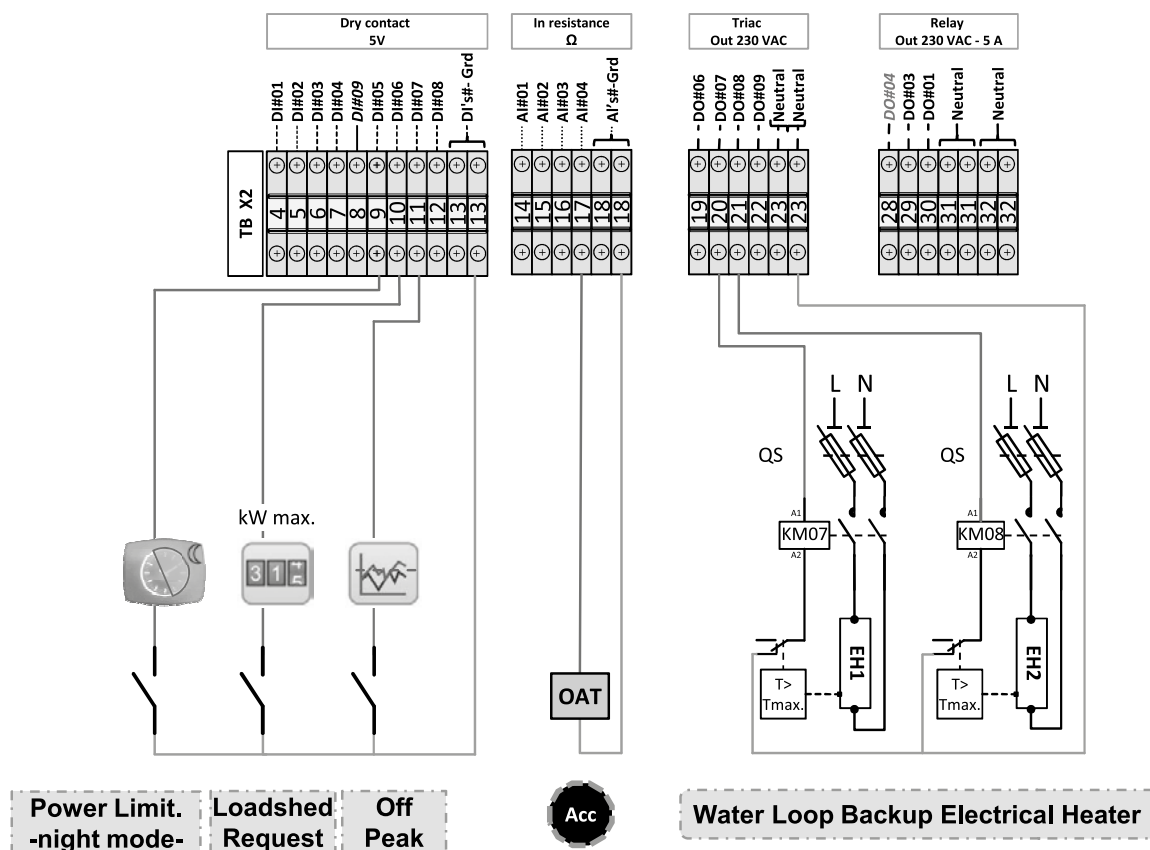 Dry contact
5V
In resistance
Ω
Triac
Out 230 VAC
Relay
Out 230 VAC - 5 A
DI#01
DI#02
DI#03
DI#04
DI#09
DI#05
DI#06
DI#07
DI#08
DI's#- Grd
AI#01
AI#02
AI#03
AI#04
AI's#-Grd
DO#06
DO#07
DO#08
DO#09
Neutral
Neutral
DO#04
DO#03
DO#01
Neutral
Neutral
TB X2
4 5 6 7 8 9 10 11 12 13 13
14 15 16 17 18 18
19 20 21 22 23 23
28 29 30 31 31 32 32
L N
L N
QS
QS
kW max.
A1
KM07
A2
A1
KM08
A2
EH1
EH2
T>
Tmax.
T>
Tmax.
OAT
Power Limit.
-night mode-
Loadshed
Request
Off
Peak
Acc
Water Loop Backup Electrical Heater